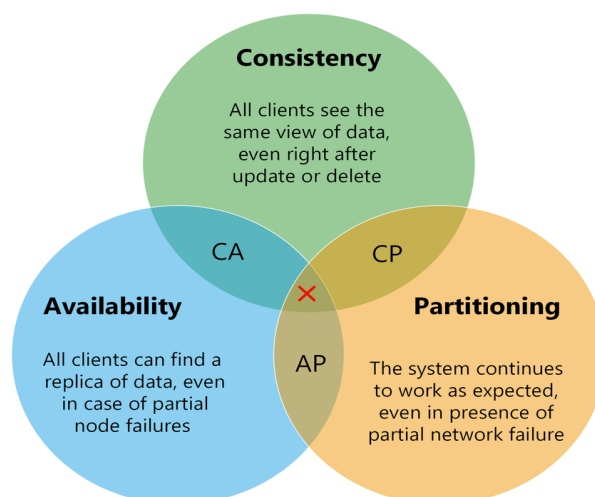 Consistency
All clients see the
same view of data,
even right after
update or delete
CA
CP
Availability
Partitioning
All clients can find a
replica of data, even
in case of partial
node failures
AP
The system continues
to work as expected,
even in presence of
partial network failure